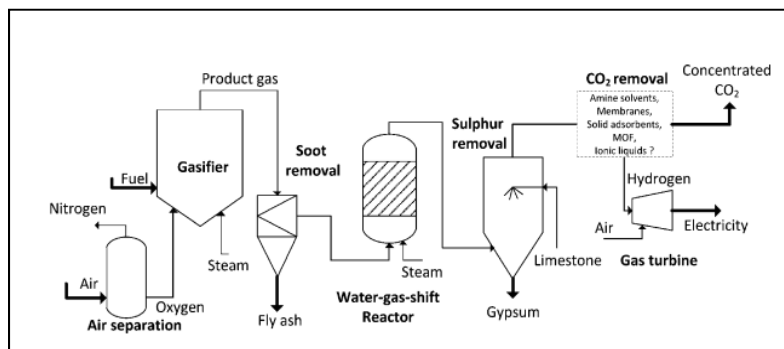 Product gas
Gasifier
Fuel
Nitrogen
Steam
Air
Oxygen
Air separation
Soot
removal
Fly ash
Water-gas-shift
Reactor
Steam
Sulphur
removal
Limestone
Gypsum
CO₂ removal
Amine solvents,
Membranes,
Solid adsorbents,
MOF,
Ionic liquids ?
Concentrated
CO₂
Hydrogen
Air
Electricity
Gas turbine